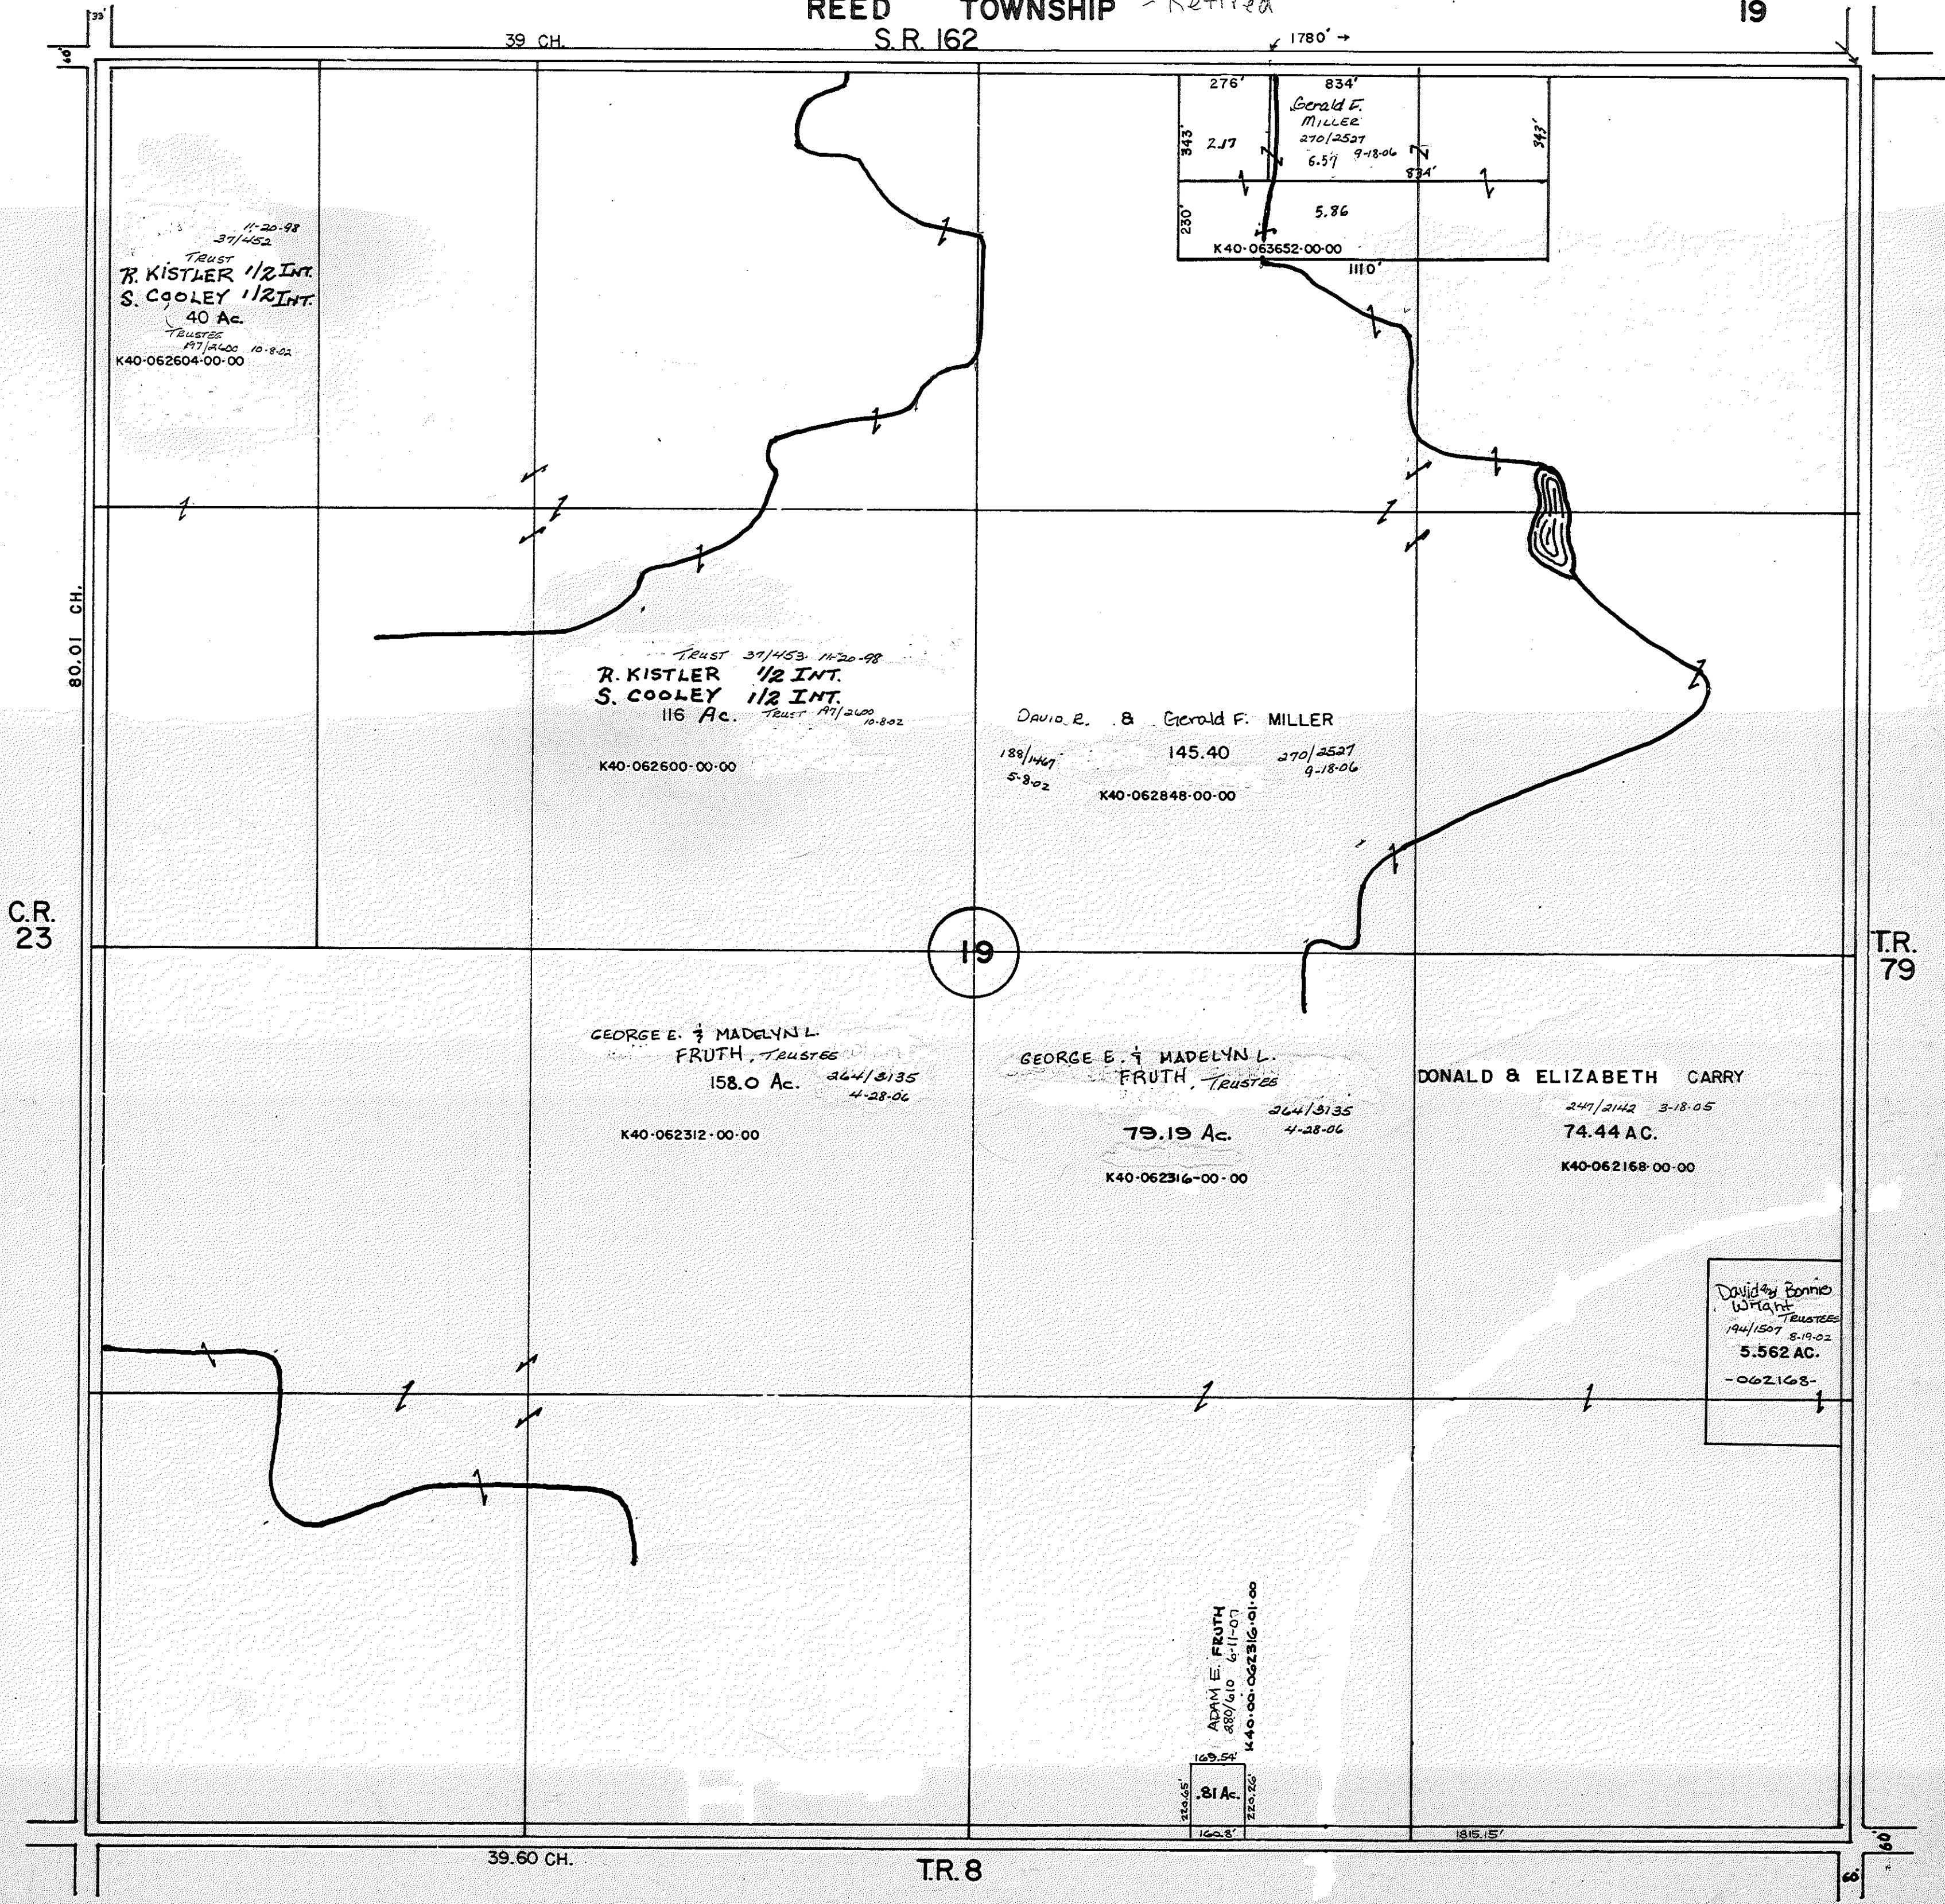 REED TOWNSHIP - Retired
19
33'
60'
39 CH.
S.R. 162
1780' →
276'
834'
Gerald F.
MILLER
270/2527
6.57 9-18-06
343'
2.17
343'
834'
230'
5.86
K40-063652-00-00
1110'
11-20-98
37/452
TRUST
R. KISTLER 1/2 INT.
S. COOLEY 1/2 INT.
40 Ac.
TRUSTEE
197/2600 10-8-02
K40-062604-00-00
80.01 CH.
TRUST 37/453 11-20-98
R. KISTLER 1/2 INT.
S. COOLEY 1/2 INT.
116 Ac. TRUST 197/2600
10-8-02
K40-062600-00-00
DAVID R. & Gerald F. MILLER
188/1467
5-8-02
145.40
270/2527
9-18-06
K40-062848-00-00
C.R.
23
19
T.R.
79
GEORGE E. & MADELYN L.
FRUTH, TRUSTEE
158.0 Ac. 264/3135
4-28-06
K40-062312-00-00
GEORGE E. & MADELYN L.
FRUTH, TRUSTEE
264/3135
79.19 Ac. 4-28-06
K40-062316-00-00
DONALD & ELIZABETH CARRY
247/2142 3-18-05
74.44 AC.
K40-062168-00-00
David and Bonnie
Wright
TRUSTEES
194/1507 8-19-02
5.562 AC.
-062168-
ADAM E. FRUTH
280/610 6-11-07
K40-00-062316-01-00
169.54'
220.65'
.81 Ac.
220.26'
160.8'
1815.15'
39.60 CH.
T.R. 8
60'
60'